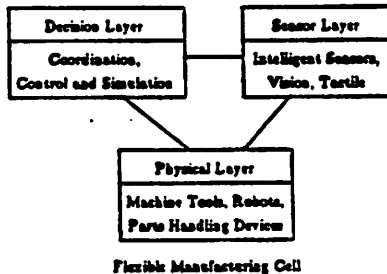 Decision Layer
Coordination,
Control and Simulation
Sensor Layer
Intelligent Sensors,
Vision, Tactile
Physical Layer
Machine Tools, Robots,
Parts Handling Devices
Flexible Manufacturing Cell